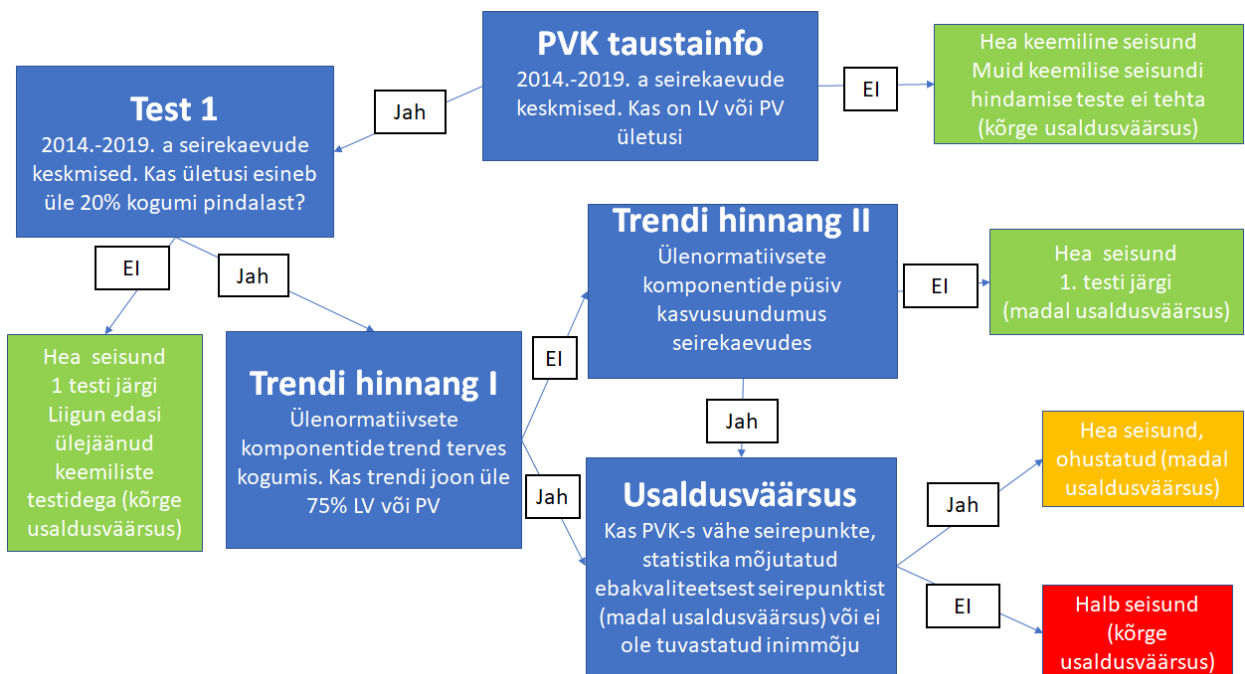 PVK taustainfo
2014.-2019. a seirekaevude
keskmised. Kas on LV või PV
ületusi
EI
Hea keemiline seisund
Muid keemilise seisundi
hindamise teste ei tehta
(kõrge usaldusväärsus)
Jah
Test 1
2014.-2019. a seirekaevude
keskmised. Kas ületusi esineb
üle 20% kogumi pindalast?
EI
Jah
Hea seisund
1 testi järgi
Liigun edasi
ülejäänud
keemiliste
testidega (kõrge
usaldusväärsus)
Trendi hinnang I
Ülenormatiivsete
komponentide trend terves
kogumis. Kas trendi joon üle
75% LV või PV
EI
Jah
Trendi hinnang II
Ülenormatiivsete
komponentide püsiv
kasvusuundumus
seirekaevudes
EI
Hea seisund
1. testi järgi
(madal usaldusväärsus)
Jah
Usaldusväärsus
Kas PVK-s vähe seirepunkte,
statistika mõjutatud
ebakvaliteetsest seirepunktist
(madal usaldusväärsus) või ei
ole tuvastatud inimmõju
Jah
Hea seisund,
ohustatud (madal
usaldusväärsus)
EI
Halb seisund
(kõrge
usaldusväärsus)